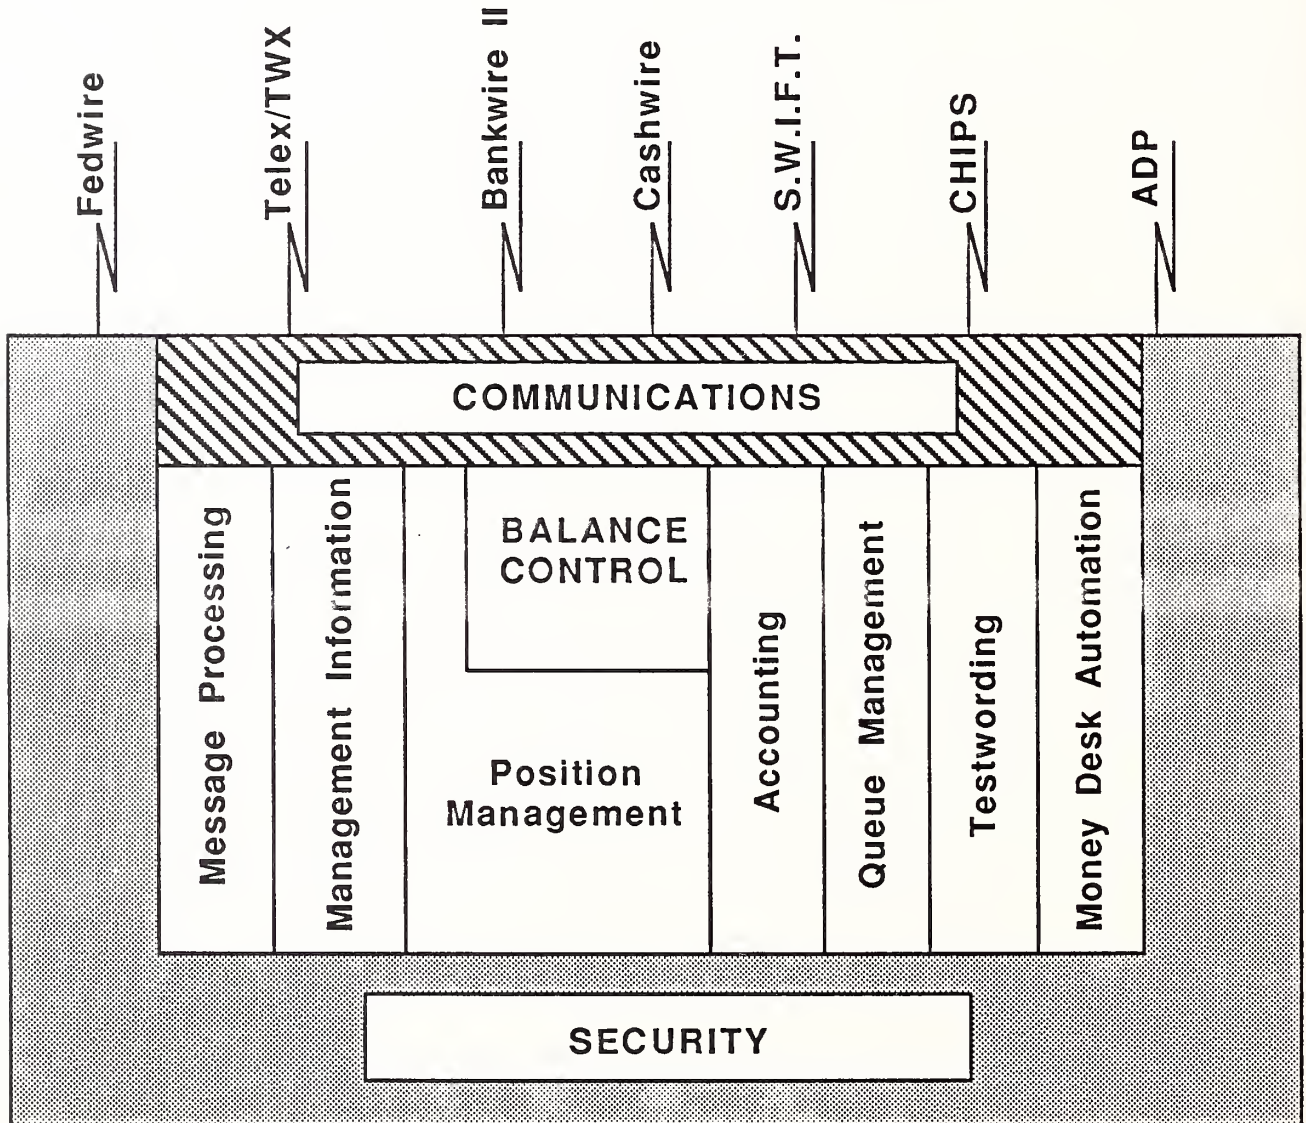 Fedwire
Telex/TWX
Bankwire II
Cashwire
S.W.I.F.T.
CHIPS
ADP
COMMUNICATIONS
Message Processing
Management Information
BALANCE
CONTROL
Position
Management
Accounting
Queue Management
Testwording
Money Desk Automation
SECURITY